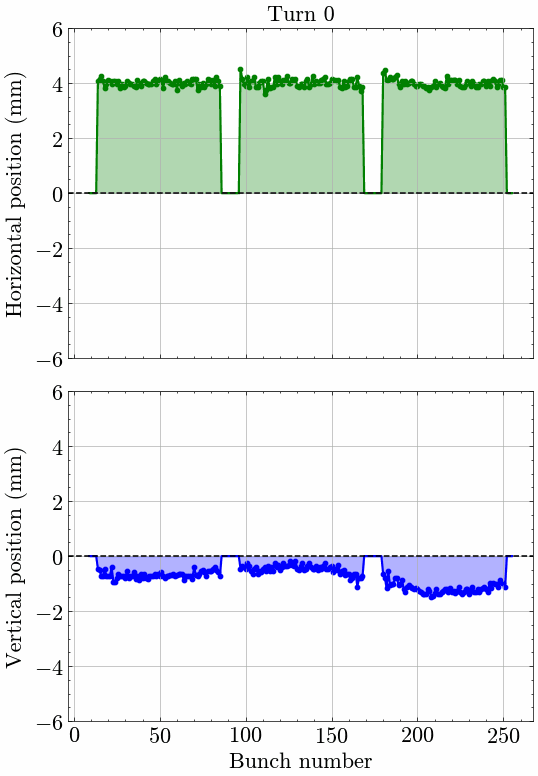 Turn 0
Horizontal position (mm)
6
4
2
0
−2
−4
−6
Vertical position (mm)
6
4
2
0
−2
−4
−6
0 50 100 150 200 250
Bunch number